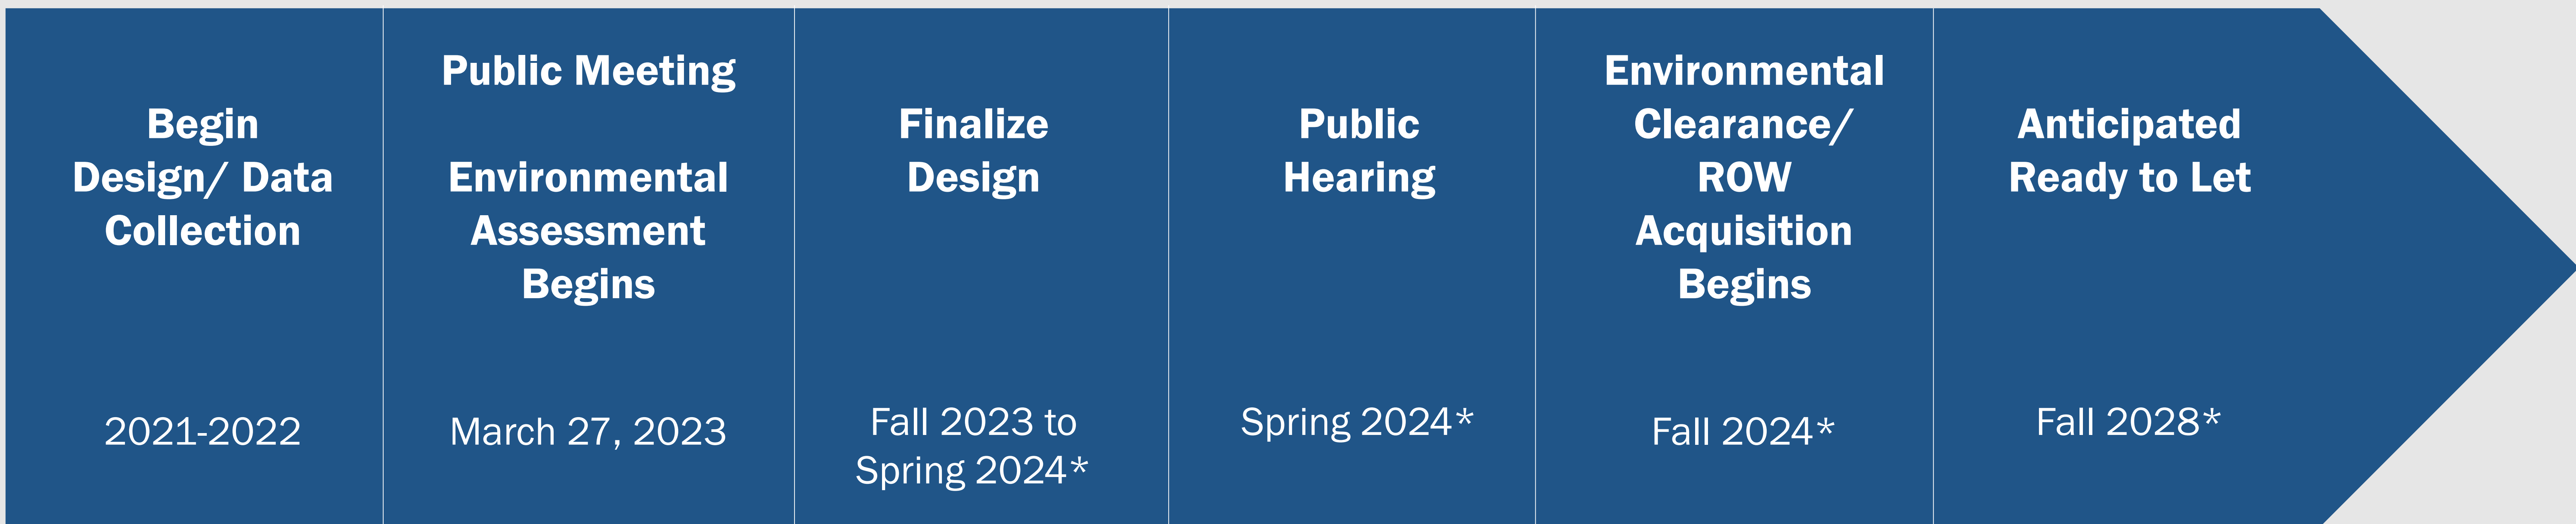 Begin
Design/ Data
Collection
2021-2022
Public Meeting
Environmental
Assessment
Begins
March 27, 2023
Finalize
Design
Fall 2023 to
Spring 2024*
Public
Hearing
Spring 2024*
Environmental
Clearance/
ROW
Acquisition
Begins
Fall 2024*
Anticipated
Ready to Let
Fall 2028*